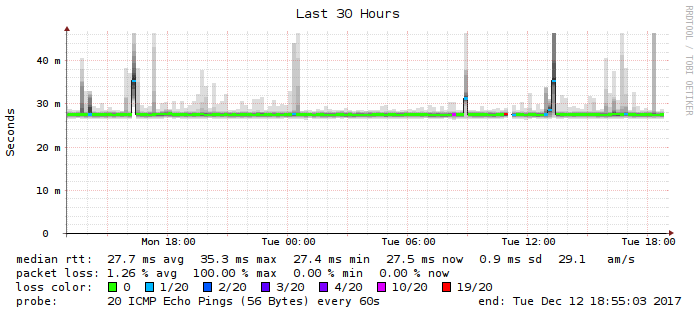 Last 30 Hours
RRDTOOL / TOBI OETIKER
Seconds
40 m
30 m
20 m
10 m
0
Mon 18:00 Tue 00:00 Tue 06:00 Tue 12:00 Tue 18:00
median rtt: 27.7 ms avg 35.3 ms max 27.4 ms min 27.5 ms now 0.9 ms sd 29.1 am/s
packet loss: 1.26 % avg 100.00 % max 0.00 % min 0.00 % now
loss color: 0 1/20 2/20 3/20 4/20 10/20 19/20
probe: 20 ICMP Echo Pings (56 Bytes) every 60s end: Tue Dec 12 18:55:03 2017